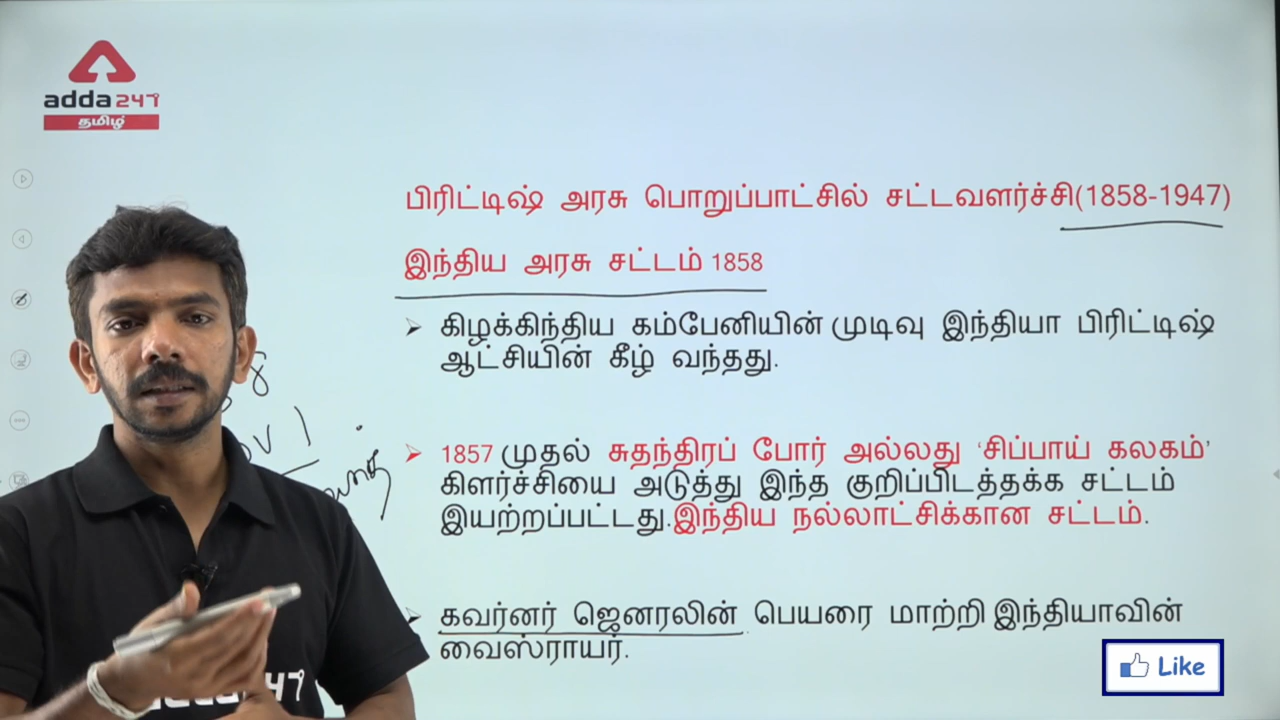 adda247
தமிழ்
பிரிட்டிஷ் அரசு பொறுப்பாட்சில் சட்டவளர்ச்சி(1858-1947)
இந்திய அரசு சட்டம் 1858
கிழக்கிந்திய கம்பேனியின் முடிவு இந்தியா பிரிட்டிஷ்
ஆட்சியின் கீழ் வந்தது.
1857 முதல் சுதந்திரப் போர் அல்லது ‘சிப்பாய் கலகம்’
கிளர்ச்சியை அடுத்து இந்த குறிப்பிடத்தக்க சட்டம்
இயற்றப்பட்டது.இந்திய நல்லாட்சிக்கான சட்டம்.
கவர்னர் ஜெனரலின் பெயரை மாற்றி இந்தியாவின்
வைஸ்ராயர்.
Like